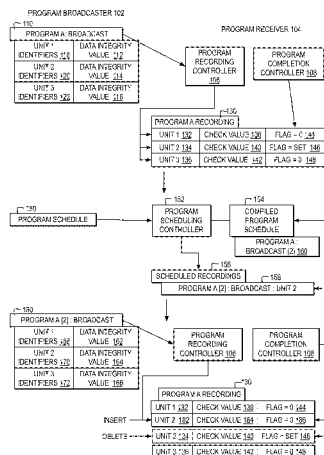 PROGRAM BROADCASTER 102
PROGRAM RECEIVER 104
110
PROGRAM A: BROADCAST
UNIT 1 IDENTIFIERS 118 DATA INTEGRITY VALUE 112
UNIT 2 IDENTIFIERS 120 DATA INTEGRITY VALUE 114
UNIT 3 IDENTIFIERS 122 DATA INTEGRITY VALUE 116
PROGRAM RECORDING CONTROLLER 106
PROGRAM COMPLETION CONTROLLER 108
130
PROGRAM A RECORDING
UNIT 1 132 CHECK VALUE 138 FLAG = 0 144
UNIT 2 134 CHECK VALUE 140 FLAG = SET 146
UNIT 3 136 CHECK VALUE 142 FLAG = 0 148
PROGRAM SCHEDULE
152
PROGRAM SCHEDULING CONTROLLER
154
COMPILED PROGRAM SCHEDULE
PROGRAM A: BROADCAST (2) 160
156
SCHEDULED RECORDINGS
158
PROGRAM A [2] : BROADCAST : UNIT 2
PROGRAM A [2] : BROADCAST
UNIT 1 IDENTIFIERS DATA INTEGRITY VALUE 162
UNIT 2 IDENTIFIERS 170 DATA INTEGRITY VALUE 164
UNIT 3 IDENTIFIERS 172 DATA INTEGRITY VALUE 166
PROGRAM RECORDING CONTROLLER 106
PROGRAM COMPLETION CONTROLLER 108
PROGRAM A RECORDING
UNIT 1 132 CHECK VALUE 138 FLAG = 0 144
INSERT
UNIT 2 182 CHECK VALUE 184 FLAG = 0 186
DELETE
UNIT 2 134 CHECK VALUE 140 FLAG = SET 146
UNIT 3 136 CHECK VALUE 142 FLAG = 0 148